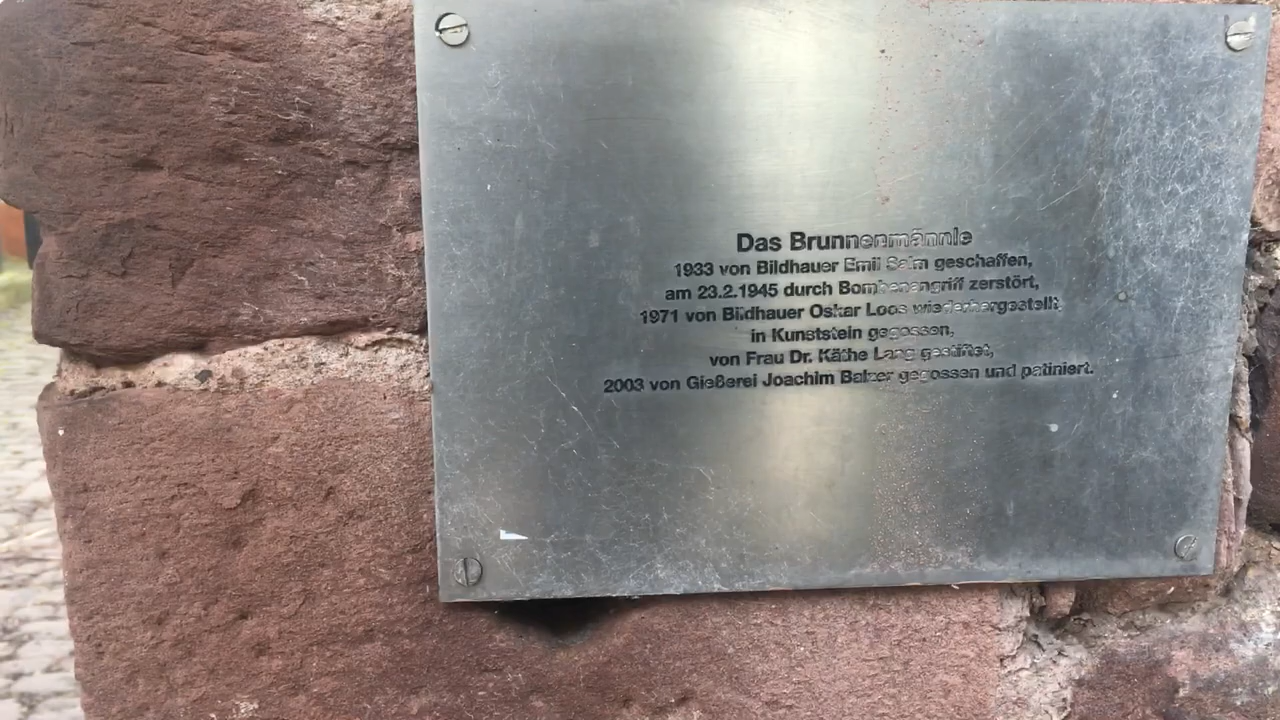 Das Brunnenmännle
1933 von Bildhauer Emil Salm geschaffen,
am 23.2.1945 durch Bombenangriff zerstört,
1971 von Bildhauer Oskar Loos wiederhergestellt,
in Kunststein gegossen,
von Frau Dr. Käthe Lang gestiftet,
2003 von Gießerei Joachim Balzer gegossen und patiniert.